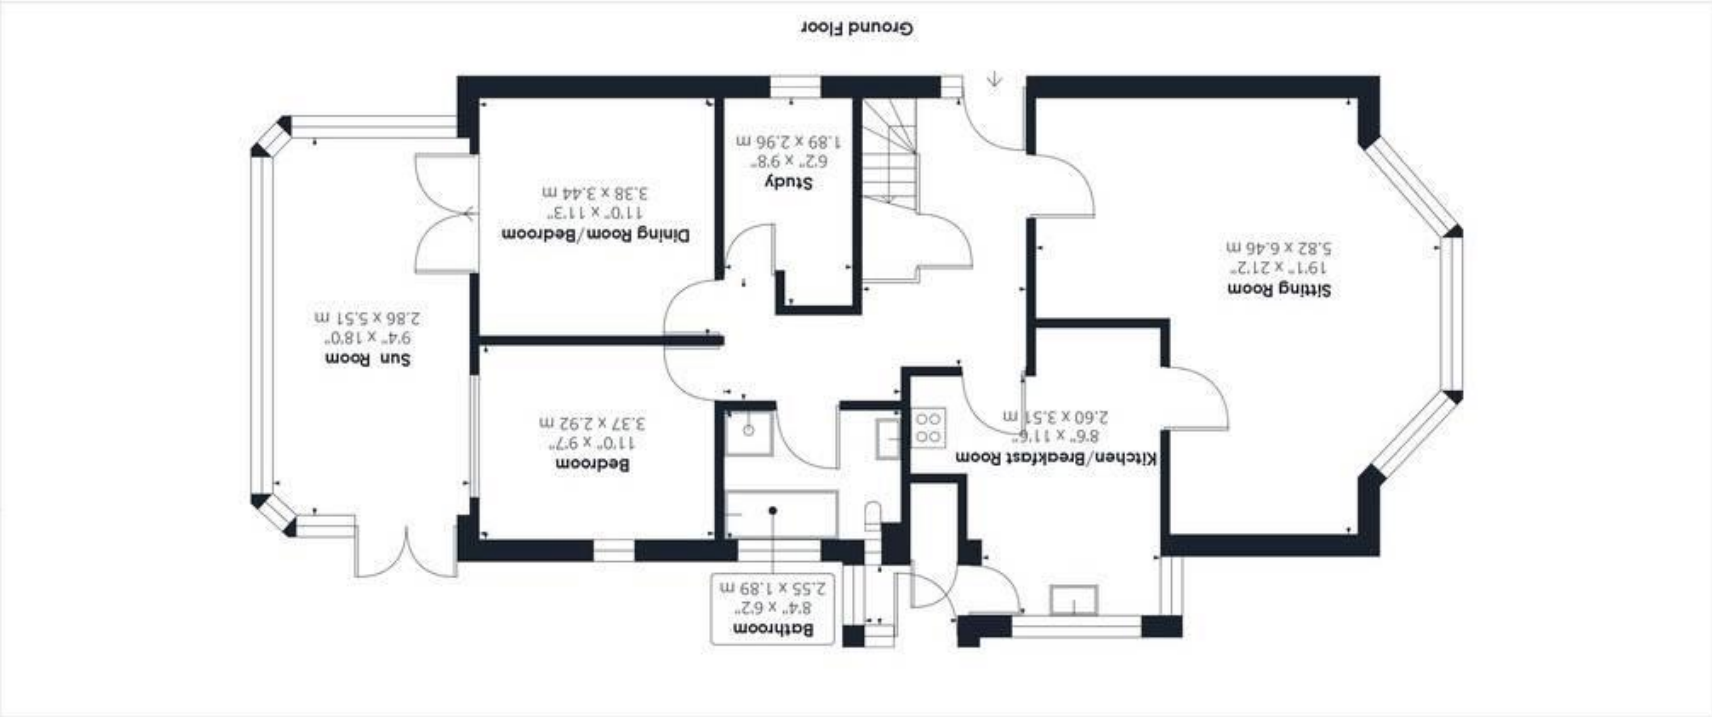 Bathroom
8'4" x 6'2"
2.55 x 1.89 m
Kitchen/Breakfast Room
8'6" x 11'6"
2.60 x 3.51 m
Bedroom
11'0" x 9'7"
3.37 x 2.92 m
Sun Room
9'4" x 18'0"
2.86 x 5.51 m
Sitting Room
19'1" x 21'2"
5.82 x 6.46 m
Dining Room/Bedroom
11'0" x 11'3"
3.38 x 3.44 m
Study
6'2" x 9'8"
1.89 x 2.96 m
Ground Floor